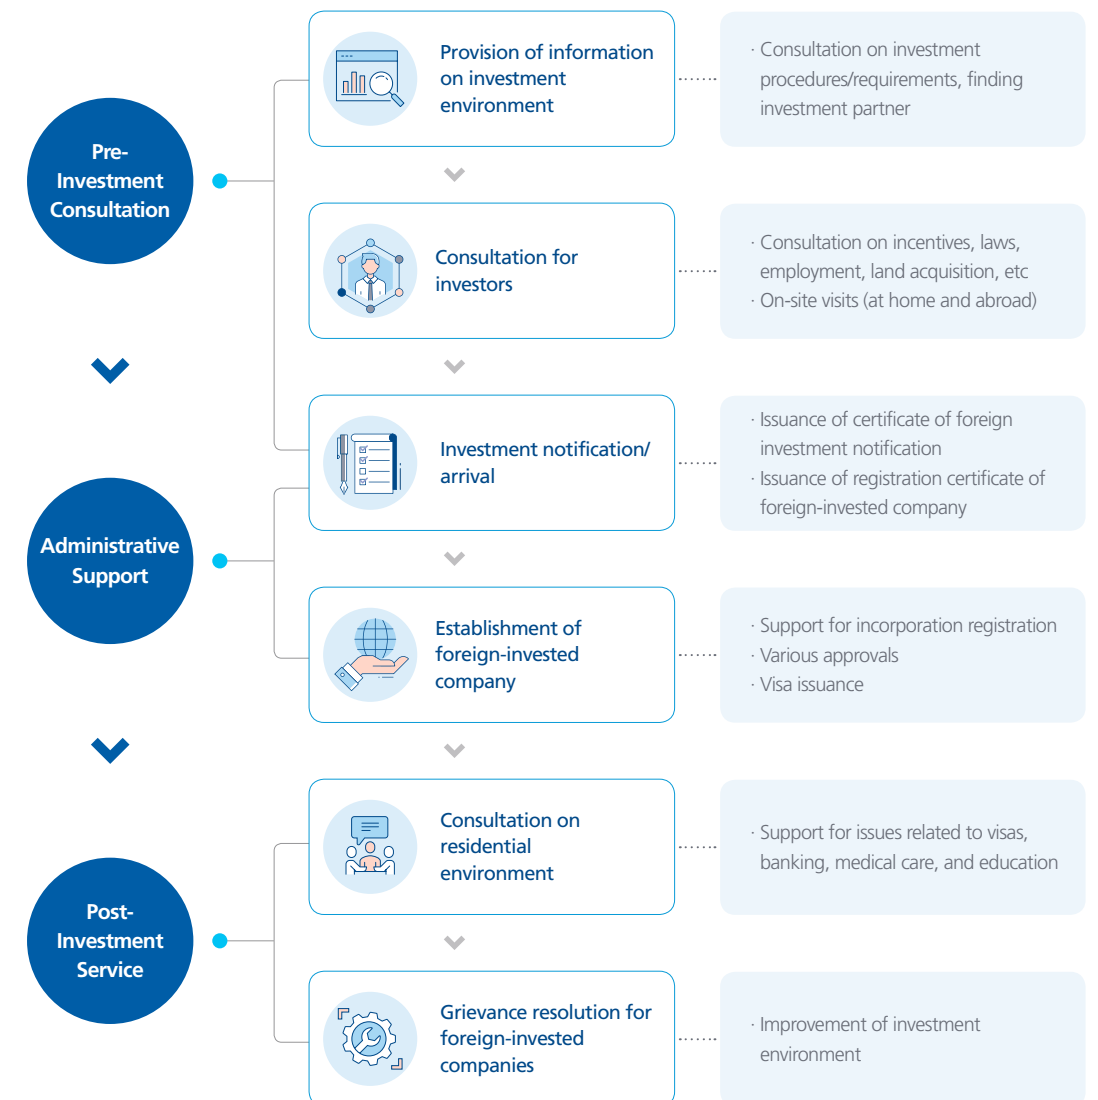 Pre-
Investment
Consultation
Provision of information
on investment
environment
· Consultation on investment
procedures/requirements, finding
investment partner
Consultation for
investors
· Consultation on incentives, laws,
employment, land acquisition, etc
· On-site visits (at home and abroad)
Investment notification/
arrival
· Issuance of certificate of foreign
investment notification
· Issuance of registration certificate of
foreign-invested company
Administrative
Support
Establishment of
foreign-invested
company
· Support for incorporation registration
· Various approvals
· Visa issuance
Post-
Investment
Service
Consultation on
residential
environment
· Support for issues related to visas,
banking, medical care, and education
Grievance resolution for
foreign-invested
companies
· Improvement of investment
environment